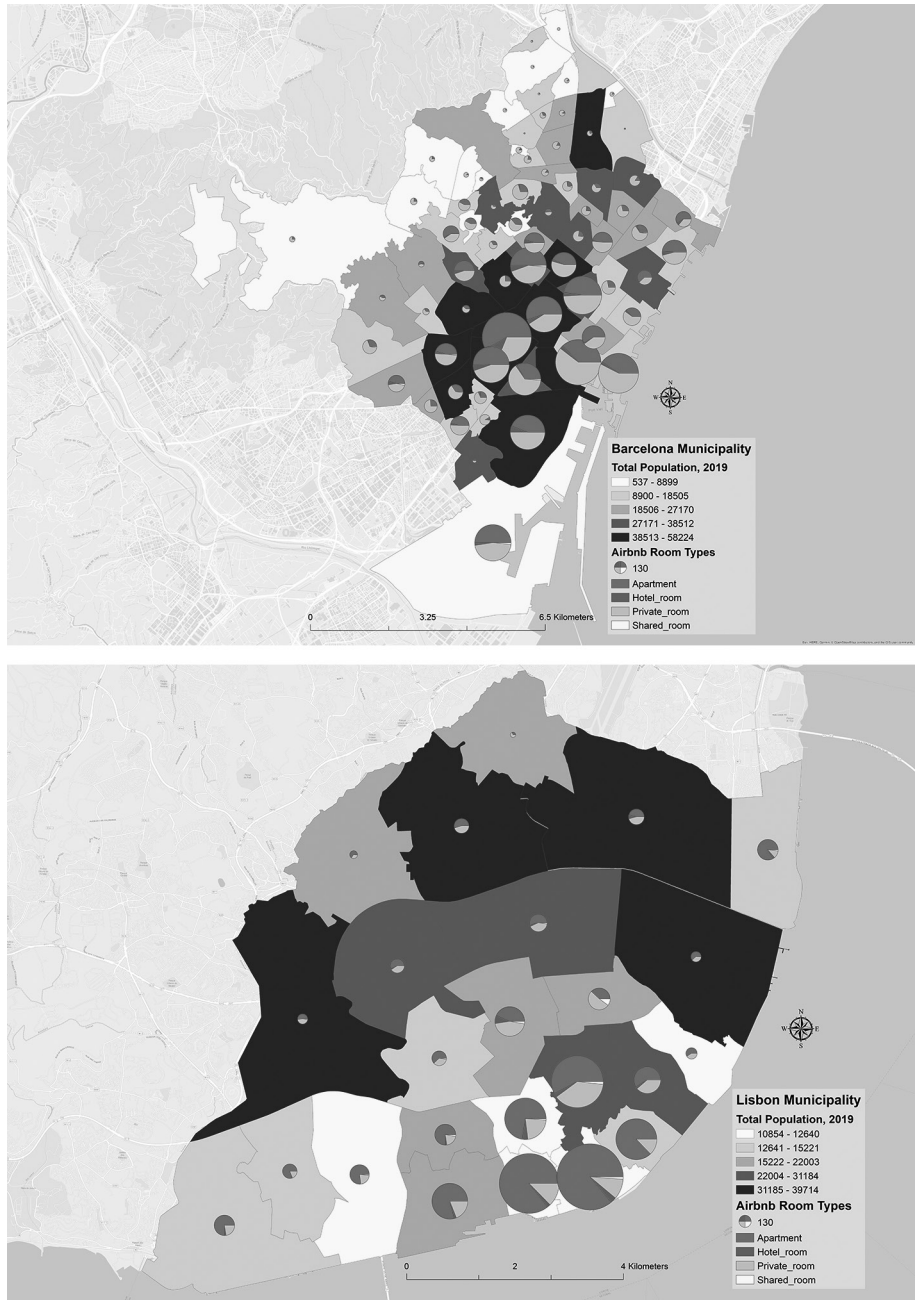 N
W E
S
Barcelona Municipality
Total Population, 2019
537 - 8899
8900 - 18505
18506 - 27170
27171 - 38512
38513 - 58224
Airbnb Room Types
130
Apartment
Hotel_room
Private_room
Shared_room
0 3.25 6.5 Kilometers
N
W E
S
Lisbon Municipality
Total Population, 2019
10854 - 12640
12641 - 15221
15222 - 22003
22004 - 31184
31185 - 39714
Airbnb Room Types
130
Apartment
Hotel_room
Private_room
Shared_room
0 2 4 Kilometers